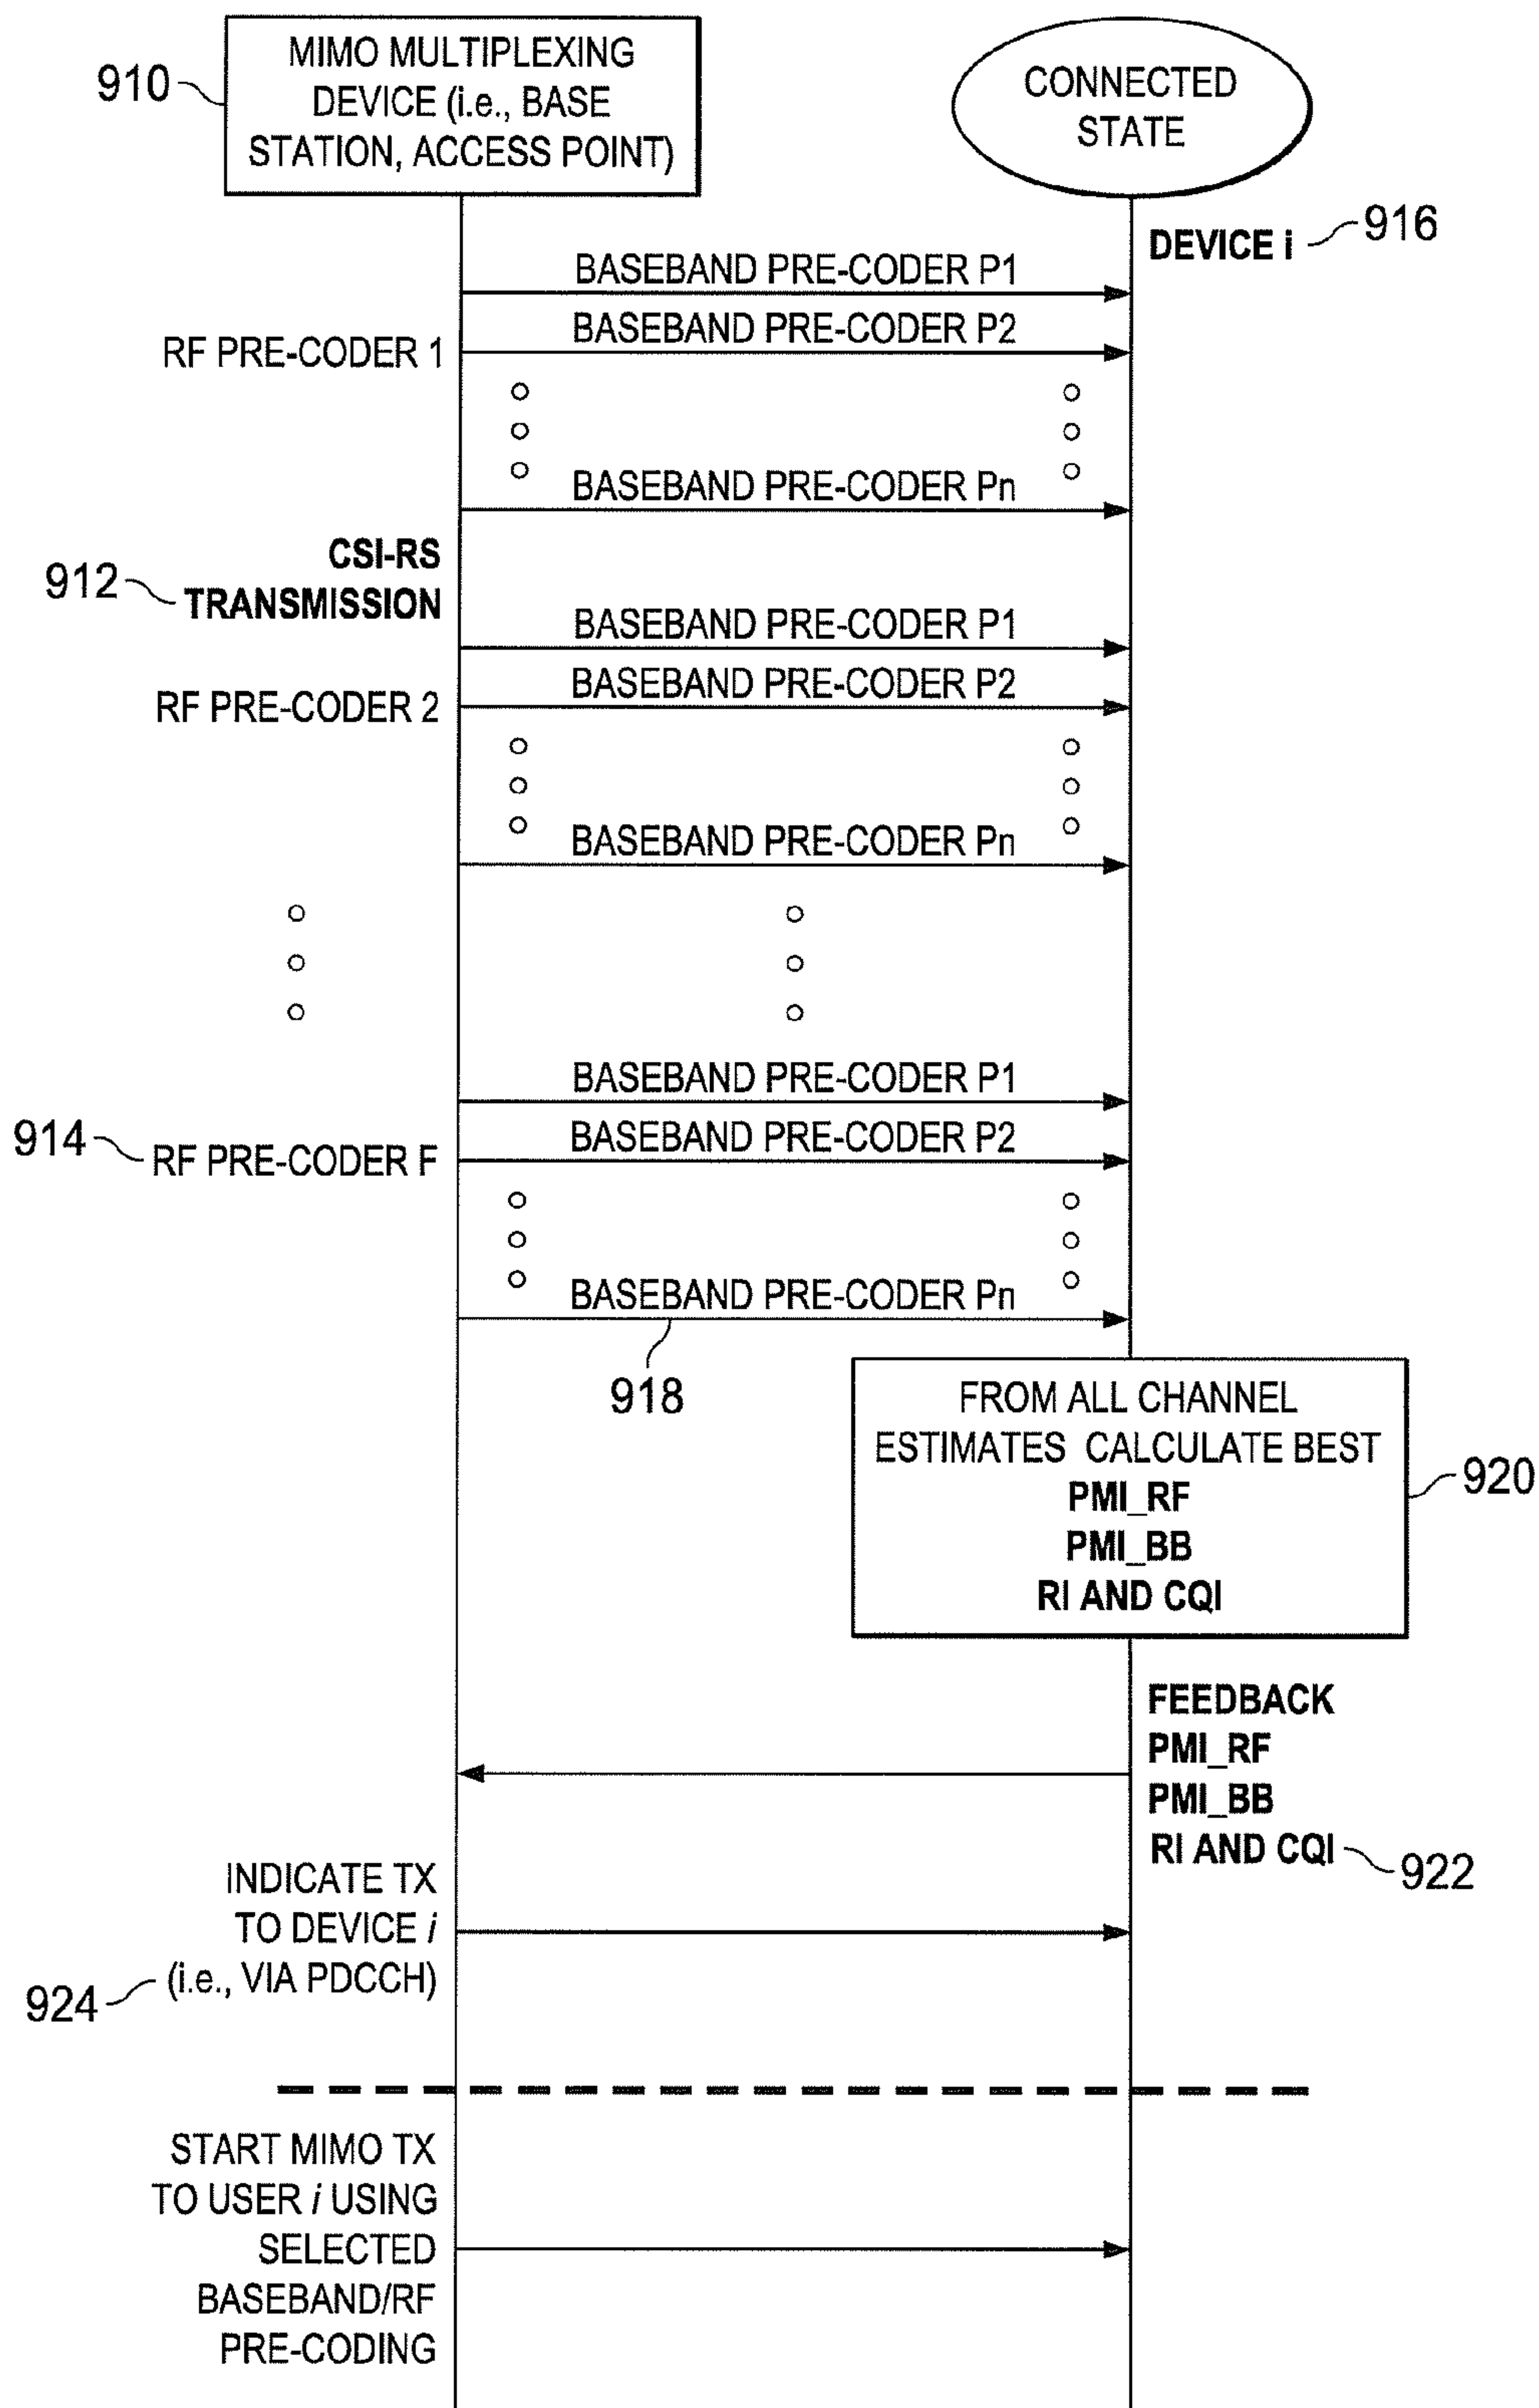 MIMO MULTIPLEXING
DEVICE (i.e., BASE
STATION, ACCESS POINT)
910
CONNECTED
STATE
DEVICE i
916
BASEBAND PRE-CODER P1
RF PRE-CODER 1
BASEBAND PRE-CODER P2
BASEBAND PRE-CODER Pn
CSI-RS
TRANSMISSION
912
BASEBAND PRE-CODER P1
RF PRE-CODER 2
BASEBAND PRE-CODER P2
BASEBAND PRE-CODER Pn
BASEBAND PRE-CODER P1
914
RF PRE-CODER F
BASEBAND PRE-CODER P2
BASEBAND PRE-CODER Pn
918
FROM ALL CHANNEL
ESTIMATES CALCULATE BEST
PMI_RF
PMI_BB
RI AND CQI
920
FEEDBACK
PMI_RF
PMI_BB
RI AND CQI
922
INDICATE TX
TO DEVICE i
(i.e., VIA PDCCH)
924
START MIMO TX
TO USER i USING
SELECTED
BASEBAND/RF
PRE-CODING